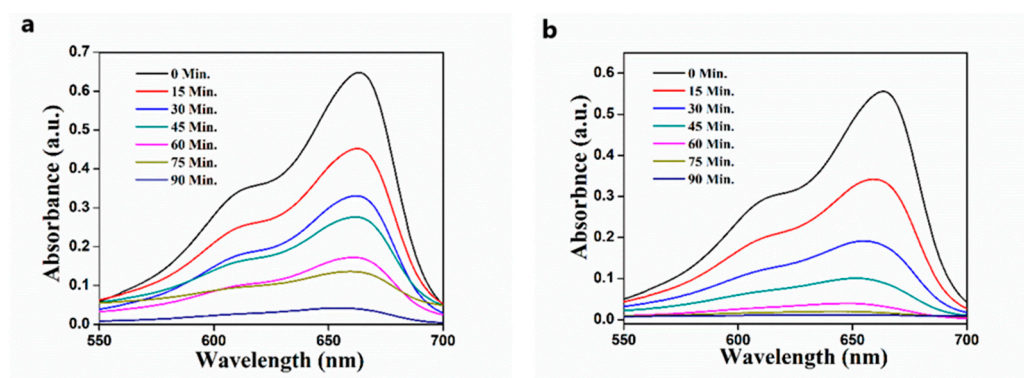 a
0.7
0.6
0.5
0.4
0.3
0.2
0.1
0.0
Absorbance (a.u.)
0 Min.
15 Min.
30 Min.
45 Min.
60 Min.
75 Min.
90 Min.
550
600
650
700
Wavelength (nm)
b
0.6
0.5
0.4
0.3
0.2
0.1
0.0
Absorbnce (a.u.)
0 Min.
15 Min.
30 Min.
45 Min.
60 Min.
75 Min.
90 Min.
550
600
650
700
Wavelength (nm)